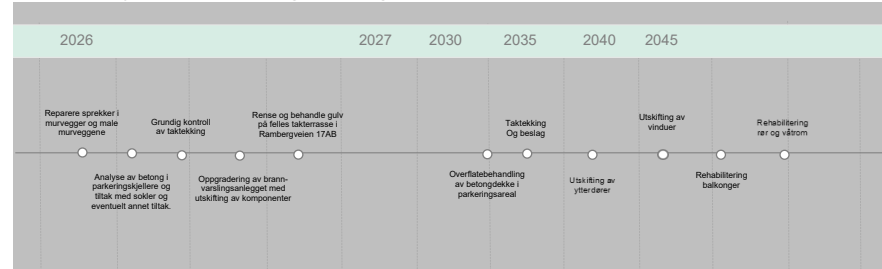 2026
2027
2030
2035
2040
2045
Reparere sprekker i
murvegger og male
murveggene
Analyse av betong i
parkeringskjellere og
tiltak med sokler og
eventuelt annet tiltak.
Grundig kontroll
av taktekking
Oppgradering av brann-
varslingsanlegget med
utskifting av komponenter
Rense og behandle gulv
på felles takterrasse i
Rambergveien 17AB
Overflatebehandling
av betongdekke i
parkeringsareal
Taktekking
Og beslag
Utskifting av
ytterdører
Utskifting av
vinduer
Rehabilitering
balkonger
Rehabilitering
rør og våtrom